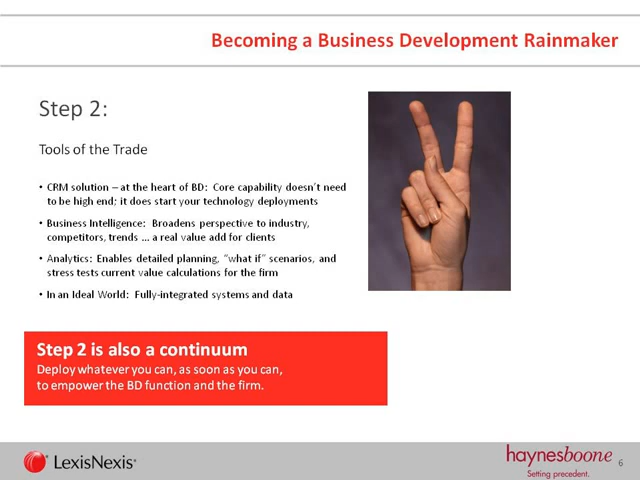 Becoming a Business Development Rainmaker
Step 2:
Tools of the Trade
• CRM solution – at the heart of BD: Core capability doesn't need
to be high end; it does start your technology deployments
• Business Intelligence: Broadens perspective to industry,
competitors, trends ... a real value add for clients
• Analytics: Enables detailed planning, "what if" scenarios, and
stress tests current value calculations for the firm
• In an Ideal World: Fully-integrated systems and data
Step 2 is also a continuum
Deploy whatever you can, as soon as you can,
to empower the BD function and the firm.
LexisNexis®
haynesboone
Setting precedent.
6